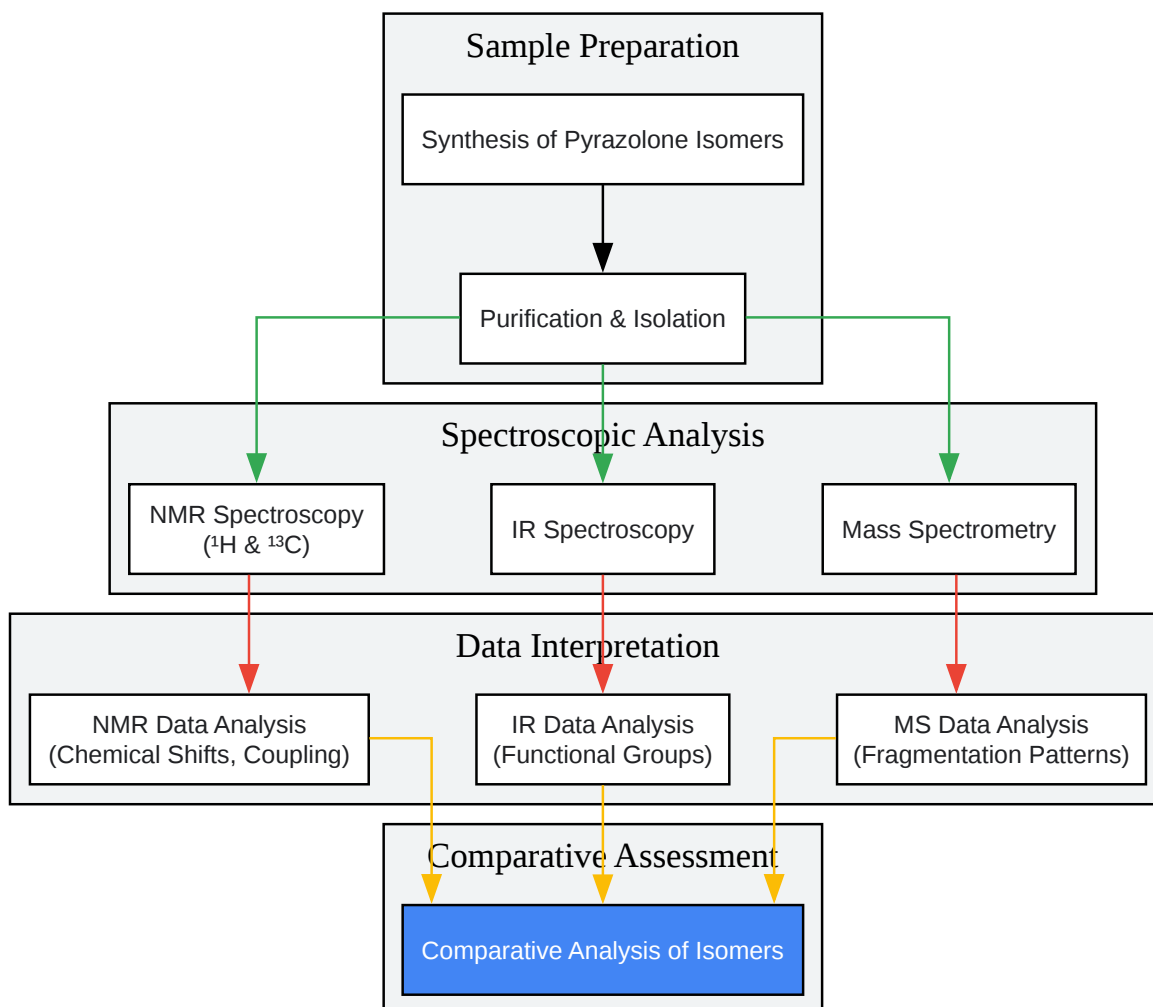 Sample Preparation
Synthesis of Pyrazolone Isomers
Purification & Isolation
Spectroscopic Analysis
NMR Spectroscopy
(¹H & ¹³C)
IR Spectroscopy
Mass Spectrometry
Data Interpretation
NMR Data Analysis
(Chemical Shifts, Coupling)
IR Data Analysis
(Functional Groups)
MS Data Analysis
(Fragmentation Patterns)
Comparative Assessment
Comparative Analysis of Isomers